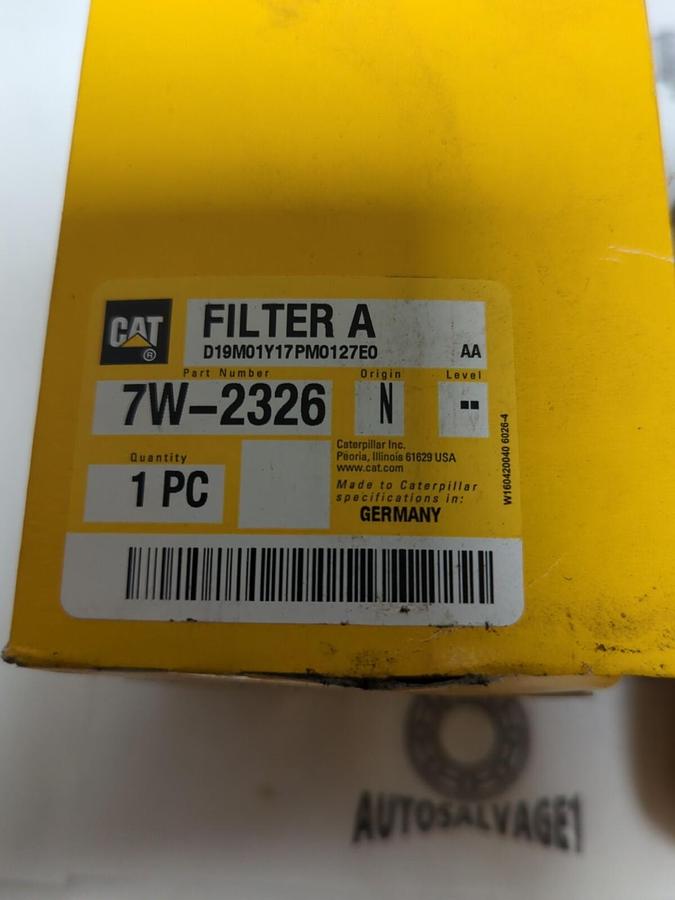 CAT®
FILTER A
D19M01Y17PM0127E0 AA
Part Number Origin Level
7W-2326 N
Quantity
1 PC
Caterpillar Inc.
Peoria, Illinois 61629 USA
www.cat.com
Made to Caterpillar
specifications in:
GERMANY
W160420040 6026-4
AUTOSALVAGE1